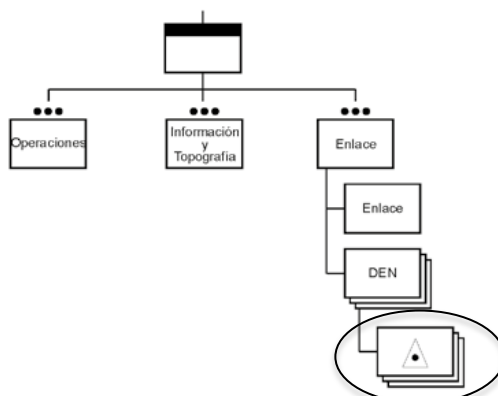 Operaciones
Información
y
Topografía
Enlace
Enlace
DEN